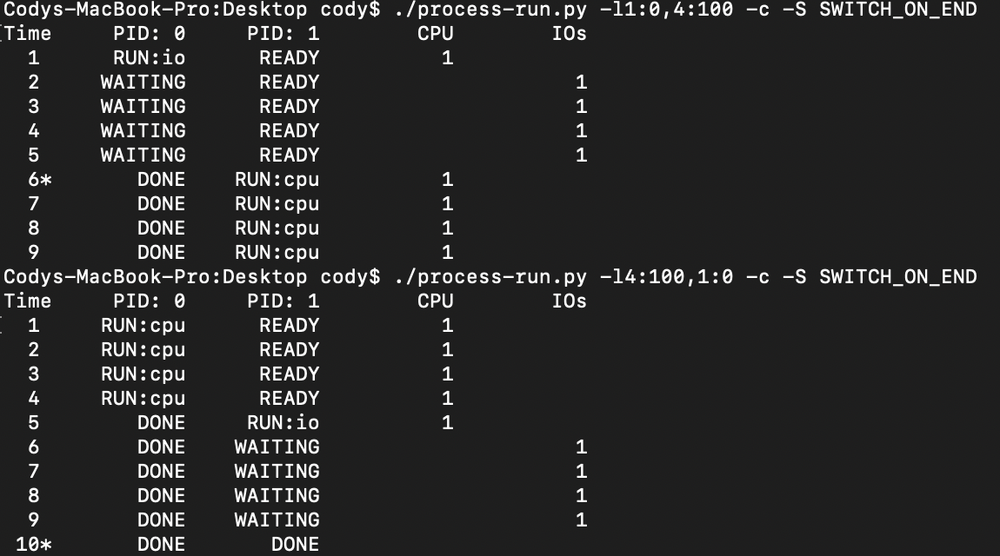 Codys-MacBook-Pro:Desktop cody$ ./process-run.py -l1:0,4:100 -c -S SWITCH_ON_END
Time     PID: 0     PID: 1        CPU        IOs
  1      RUN:io      READY          1
  2     WAITING      READY                     1
  3     WAITING      READY                     1
  4     WAITING      READY                     1
  5     WAITING      READY                     1
  6*       DONE    RUN:cpu          1
  7        DONE    RUN:cpu          1
  8        DONE    RUN:cpu          1
  9        DONE    RUN:cpu          1
Codys-MacBook-Pro:Desktop cody$ ./process-run.py -l4:100,1:0 -c -S SWITCH_ON_END
Time     PID: 0     PID: 1        CPU        IOs
  1     RUN:cpu      READY          1
  2     RUN:cpu      READY          1
  3     RUN:cpu      READY          1
  4     RUN:cpu      READY          1
  5        DONE     RUN:io          1
  6        DONE    WAITING                     1
  7        DONE    WAITING                     1
  8        DONE    WAITING                     1
  9        DONE    WAITING                     1
 10*       DONE       DONE